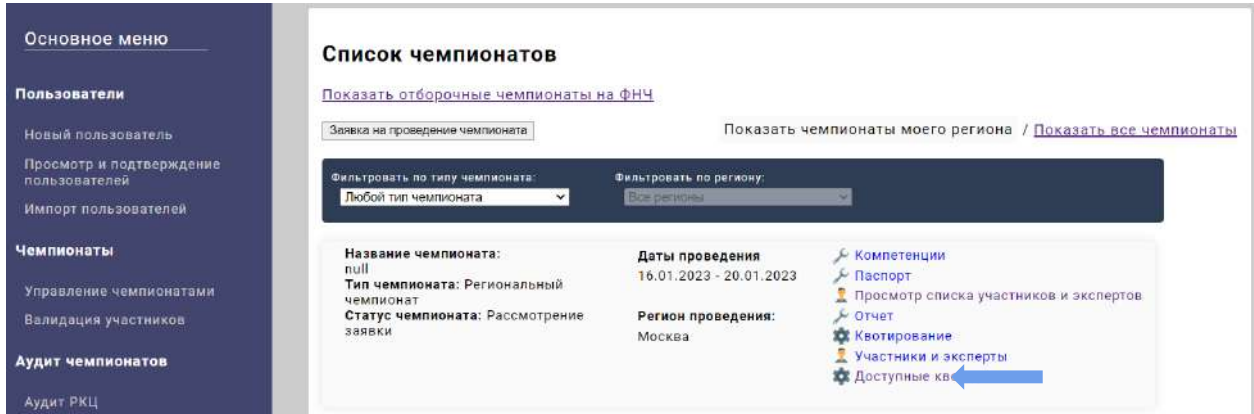 Основное меню
Пользователи
Новый пользователь
Просмотр и подтверждение
пользователей
Импорт пользователей
Чемпионаты
Управление чемпионатами
Валидация участников
Аудит чемпионатов
Аудит РКЦ
Список чемпионатов
Показать отборочные чемпионаты на ФНЧ
Заявка на проведение чемпионата
Показать чемпионаты моего региона / Показать все чемпионаты
Фильтровать по типу чемпионата:
Любой тип чемпионата
Фильтровать по региону:
Все регионы
Название чемпионата:
null
Тип чемпионата: Региональный
чемпионат
Статус чемпионата: Рассмотрение
заявки
Даты проведения
16.01.2023 - 20.01.2023
Регион проведения:
Москва
Компетенции
Паспорт
Просмотр списка участников и экспертов
Отчет
Квотирование
Участники и эксперты
Доступные